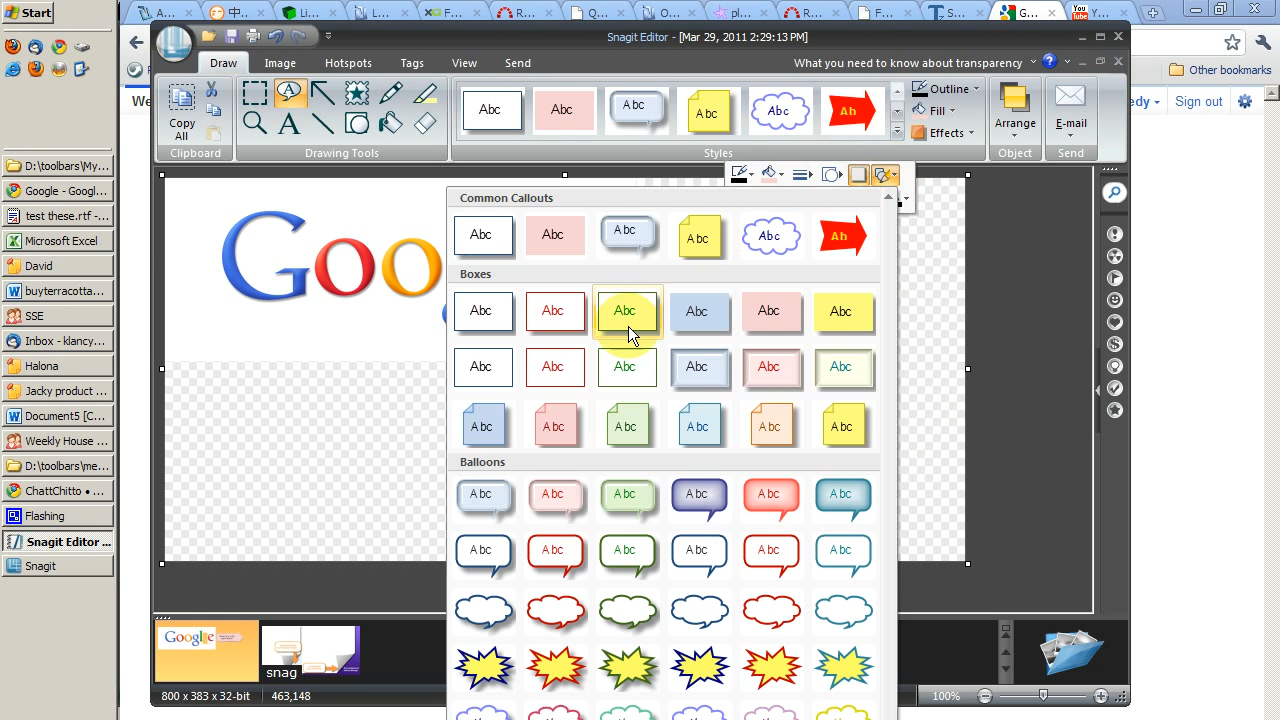 Start
A...
中...
Li...
L...
F...
R...
Q...
O...
pl...
R...
F...
S...
G...
Y...
Snagit Editor - [Mar 29, 2011 2:29:13 PM]
Draw
Image
Hotspots
Tags
View
Send
What you need to know about transparency
Other bookmarks
We
edy
Sign out
Copy
All
Abc
Abc
Abc
Abc
Abc
Ah
Outline
Fill
Effects
Arrange
E-mail
Clipboard
Drawing Tools
Styles
Object
Send
D:\toolbars\My...
Google - Googl...
test these.rtf -...
Microsoft Excel
David
buyterracotta...
SSE
Inbox - klancy...
Halona
Jacky product ...
Document5 [C...
Weekly House ...
D:\toolbars\me...
ChattChitto • ...
Flashing
Snagit Editor ...
Snagit
Goo
Common Callouts
Abc Abc Abc Abc Abc Ah
Boxes
Abc Abc Abc Abc Abc Abc
Abc Abc Abc Abc Abc Abc
Abc Abc Abc Abc Abc Abc
Balloons
Abc Abc Abc Abc Abc Abc
Abc Abc Abc Abc Abc Abc
Google
snag
800 x 383 x 32-bit
463,148
100%